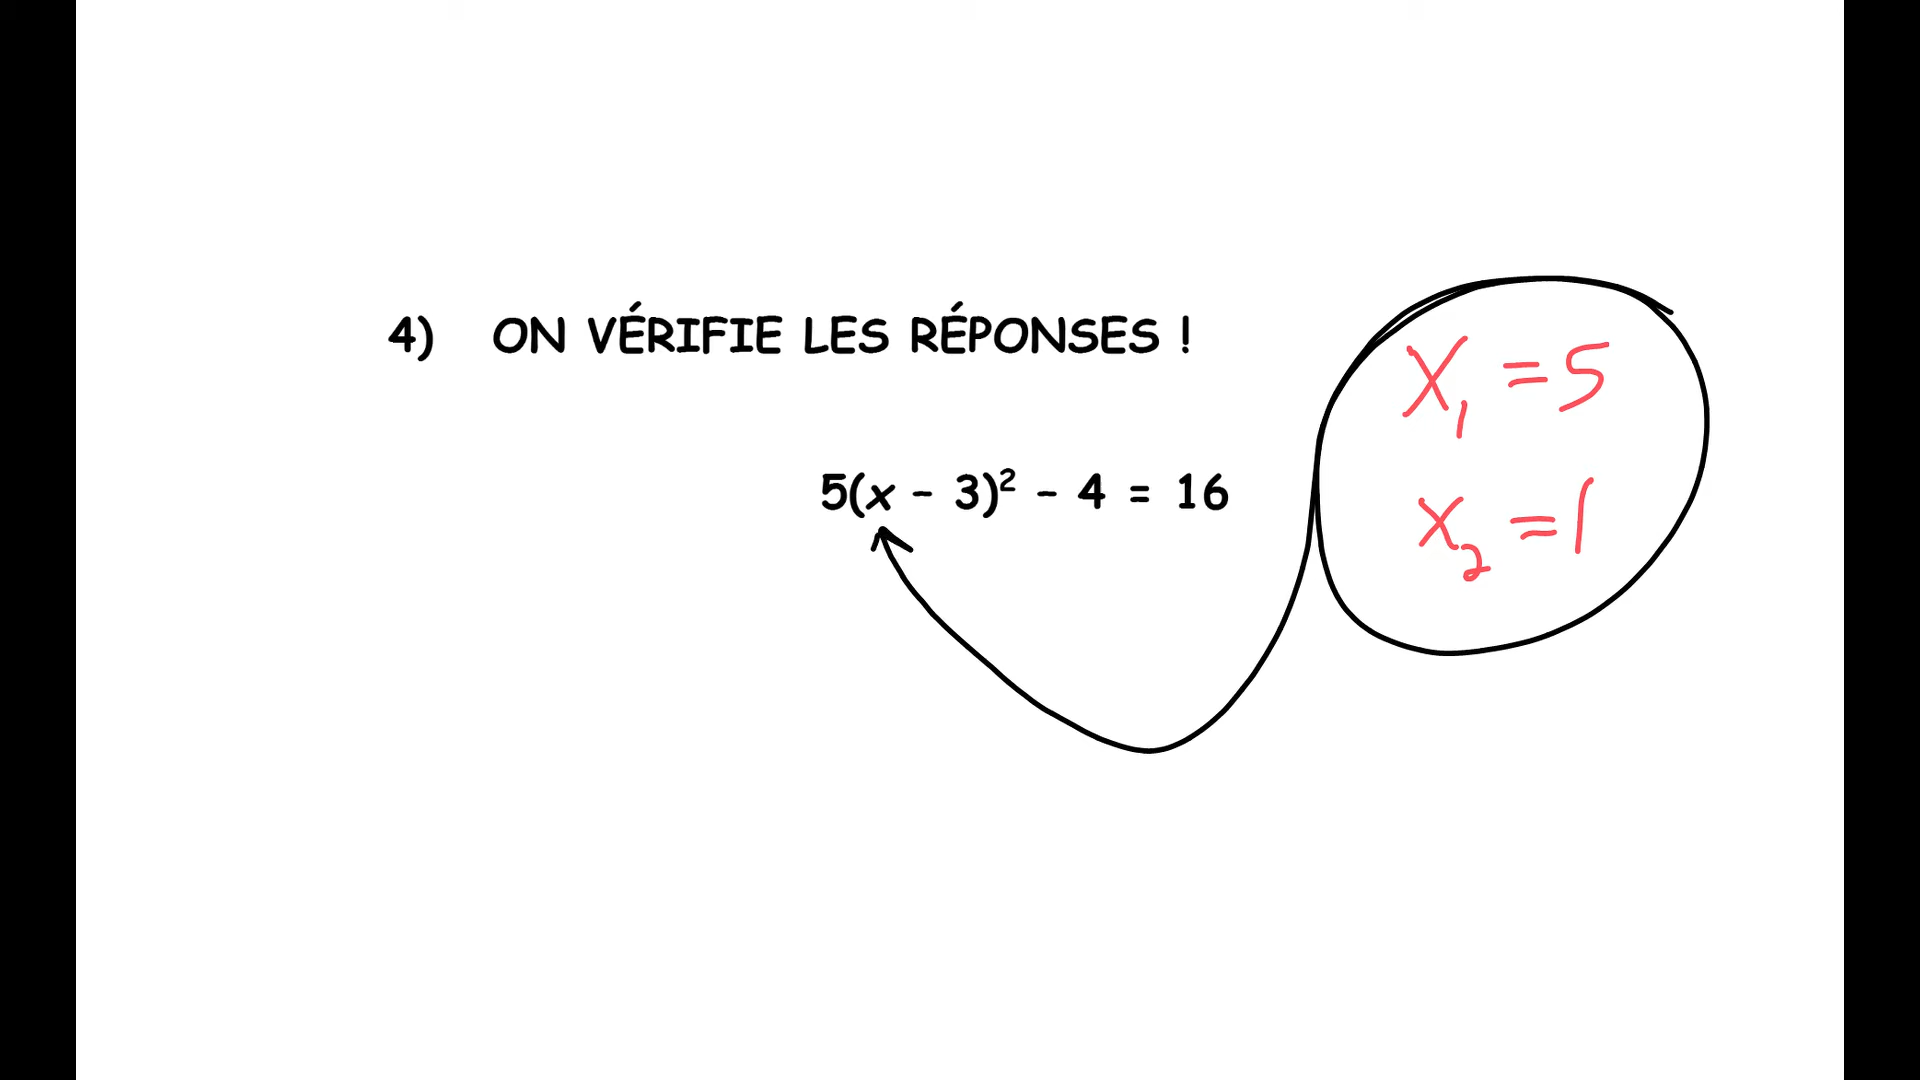 4) ON VÉRIFIE LES RÉPONSES !
x₁ = 5
5(x - 3)² - 4 = 16
x₂ = 1